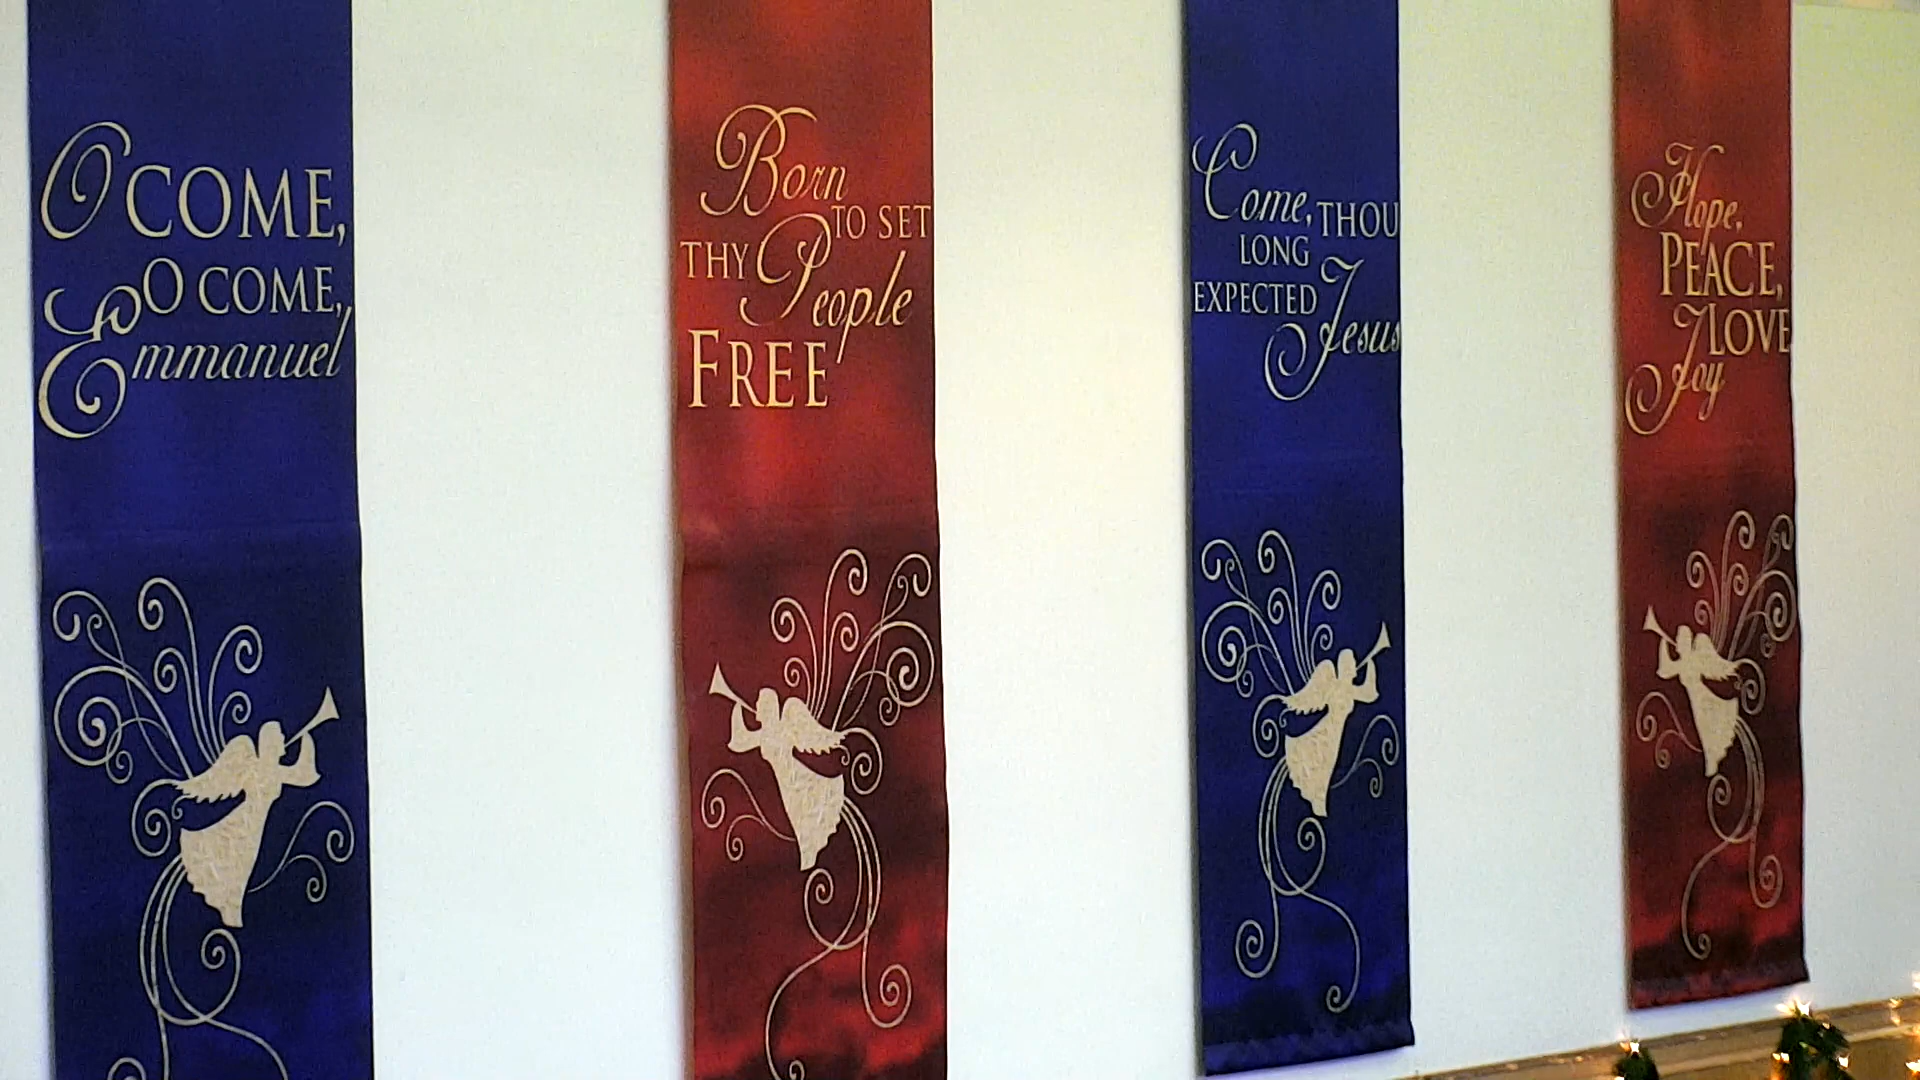 O COME,
O COME,
Emmanuel
Born
TO SET
THY People
FREE
Come, THOU
LONG
EXPECTED
Jesus
Hope,
PEACE,
LOVE
Joy